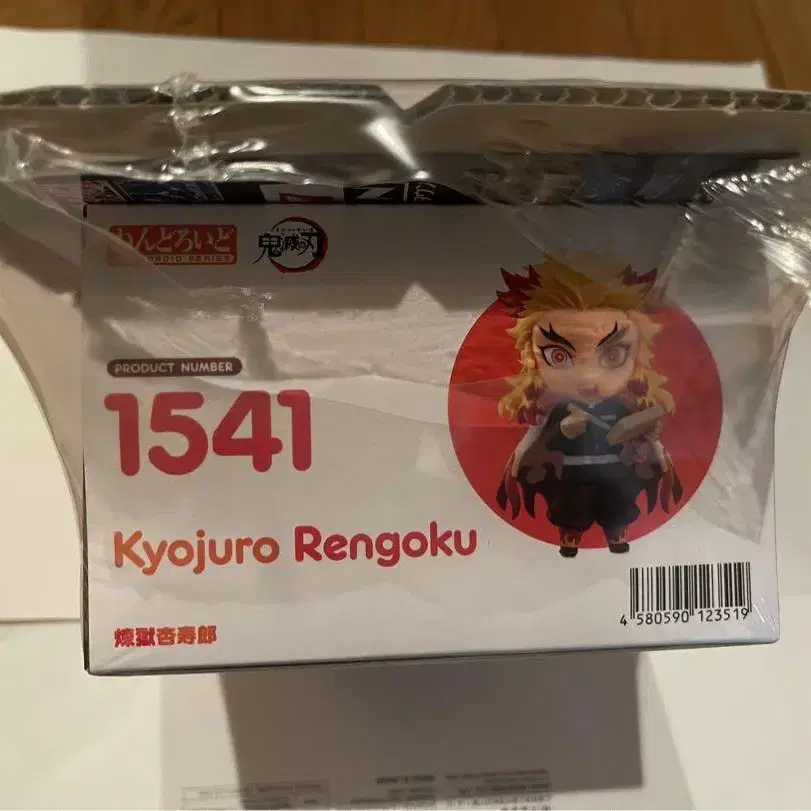 ねんどろいど
鬼滅の刃
PRODUCT NUMBER
1541
Kyojuro Rengoku
煉獄杏寿郎
4 580590 123519